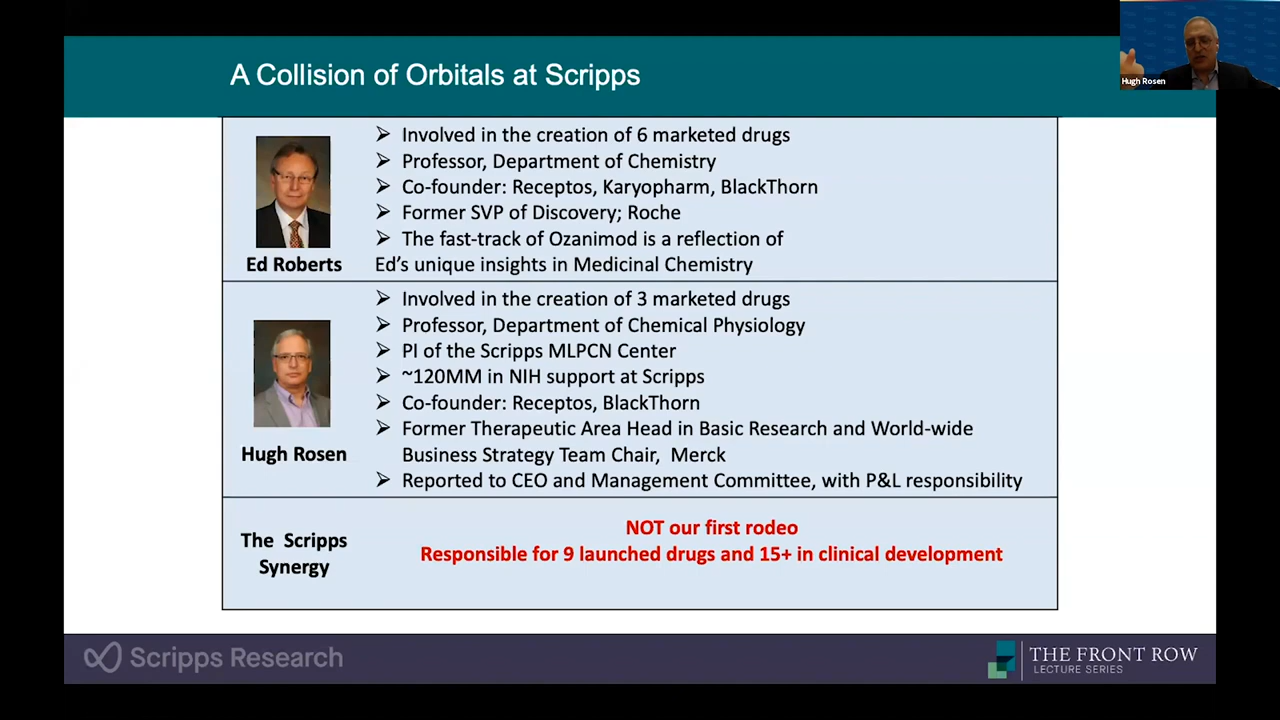 Hugh Rosen
A Collision of Orbitals at Scripps
➢ Involved in the creation of 6 marketed drugs
➢ Professor, Department of Chemistry
➢ Co-founder: Receptos, Karyopharm, BlackThorn
➢ Former SVP of Discovery; Roche
➢ The fast-track of Ozanimod is a reflection of
Ed's unique insights in Medicinal Chemistry
Ed Roberts
➢ Involved in the creation of 3 marketed drugs
➢ Professor, Department of Chemical Physiology
➢ PI of the Scripps MLPCN Center
➢ ~120MM in NIH support at Scripps
➢ Co-founder: Receptos, BlackThorn
➢ Former Therapeutic Area Head in Basic Research and World-wide
Business Strategy Team Chair, Merck
➢ Reported to CEO and Management Committee, with P&L responsibility
Hugh Rosen
The Scripps
Synergy
NOT our first rodeo
Responsible for 9 launched drugs and 15+ in clinical development
Scripps Research
THE FRONT ROW
LECTURE SERIES